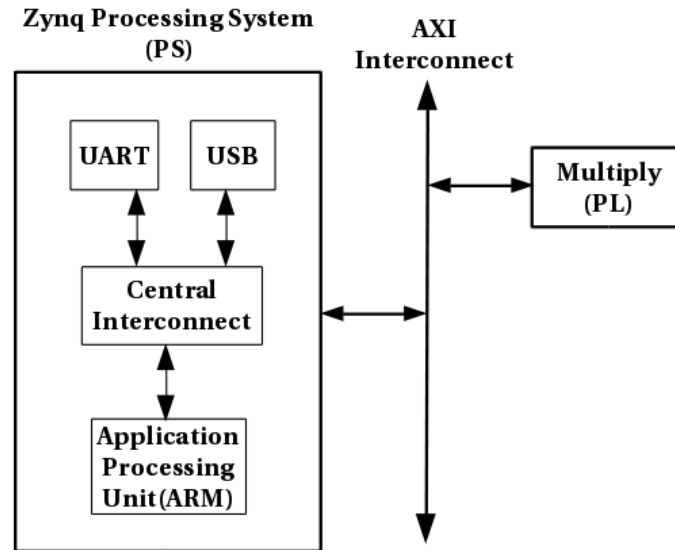 Zynq Processing System
(PS)
AXI
Interconnect
UART
USB
Multiply
(PL)
Central
Interconnect
Application
Processing
Unit(ARM)